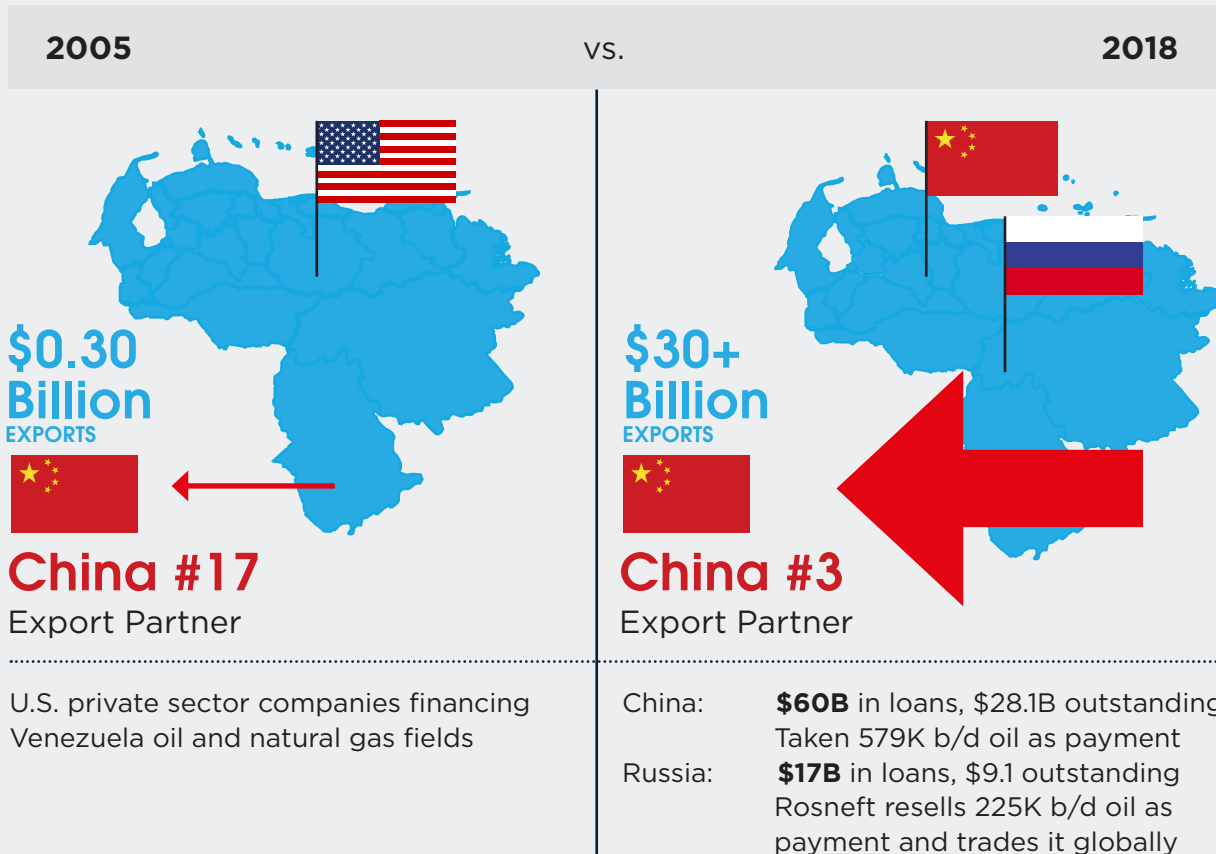 2005 vs. 2018
$0.30
Billion
EXPORTS
China #17
Export Partner
U.S. private sector companies financing
Venezuela oil and natural gas fields
$30+
Billion
EXPORTS
China #3
Export Partner
China: $60B in loans, $28.1B outstanding
Taken 579K b/d oil as payment
Russia: $17B in loans, $9.1 outstanding
Rosneft resells 225K b/d oil as
payment and trades it globally